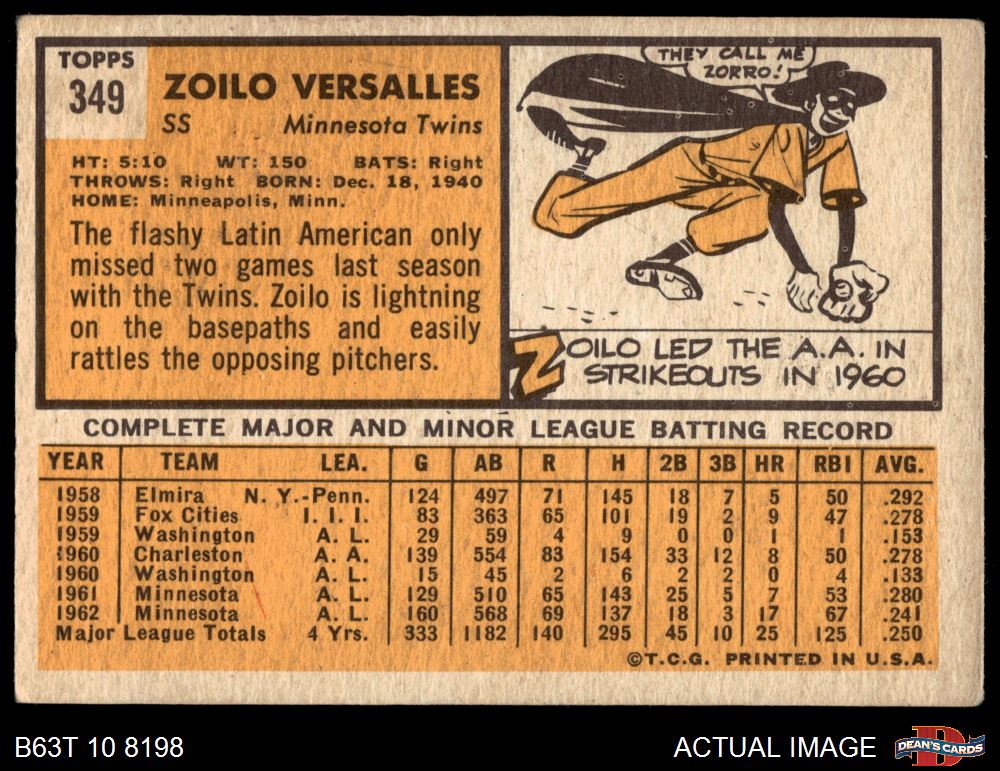 TOPPS
349
ZOILO VERSALLES
SS Minnesota Twins
HT: 5:10 WT: 150 BATS: Right
THROWS: Right BORN: Dec. 18, 1940
HOME: Minneapolis, Minn.
The flashy Latin American only
missed two games last season
with the Twins. Zoilo is lightning
on the basepaths and easily
rattles the opposing pitchers.
THEY CALL ME
ZORRO!
ZOILO LED THE A.A. IN
STRIKEOUTS IN 1960
COMPLETE MAJOR AND MINOR LEAGUE BATTING RECORD
YEAR TEAM LEA. G AB R H 2B 3B HR RBI AVG.
1958 Elmira N. Y.-Penn. 124 497 71 145 18 7 5 50 .292
1959 Fox Cities I. I. I. 83 363 65 101 19 2 9 47 .278
1959 Washington A. L. 29 59 4 9 0 0 1 1 .153
1960 Charleston A. A. 139 554 83 154 33 12 8 50 .278
1960 Washington A. L. 15 45 2 6 2 2 0 4 .133
1961 Minnesota A. L. 129 510 65 143 25 5 7 53 .280
1962 Minnesota A. L. 160 568 69 137 18 3 17 67 .241
Major League Totals 4 Yrs. 333 1182 140 295 45 10 25 125 .250
©T.C.G. PRINTED IN U.S.A.
B63T 10 8198
ACTUAL IMAGE
D
DEAN'S CARDS